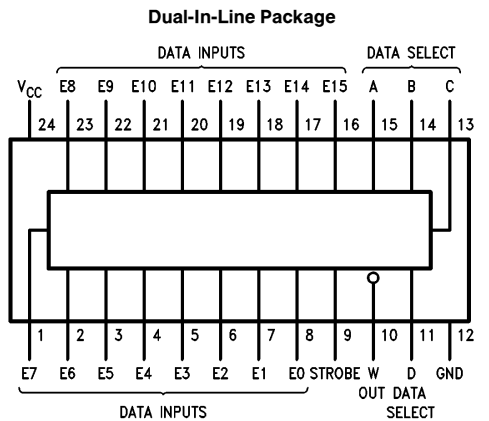 Dual-In-Line Package
DATA INPUTS DATA SELECT
VCC E8 E9 E10 E11 E12 E13 E14 E15 A B C
24 23 22 21 20 19 18 17 16 15 14 13
1 2 3 4 5 6 7 8 9 10 11 12
E7 E6 E5 E4 E3 E2 E1 E0 STROBE W D GND
DATA INPUTS
OUT DATA
SELECT